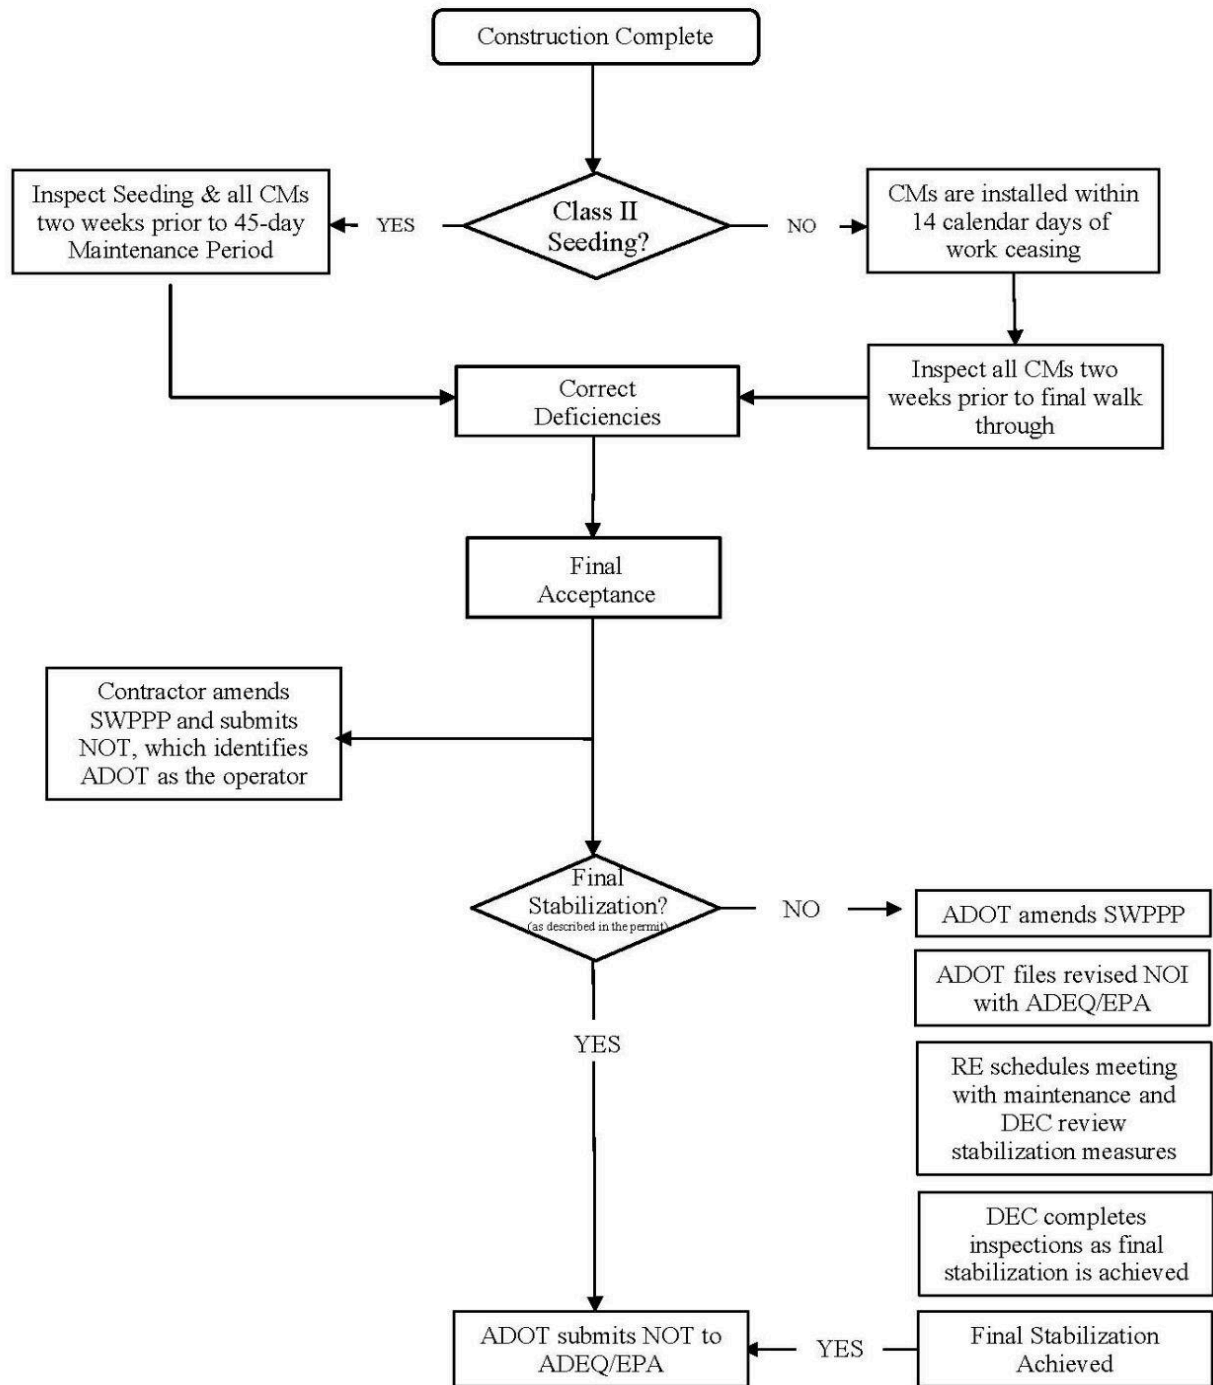 Construction Complete
Inspect Seeding & all CMs
two weeks prior to 45-day
Maintenance Period
YES
Class II
Seeding?
NO
CMs are installed within
14 calendar days of
work ceasing
Correct
Deficiencies
Inspect all CMs two
weeks prior to final walk
through
Final
Acceptance
Contractor amends
SWPPP and submits
NOT, which identifies
ADOT as the operator
Final
Stabilization?
(as described in the permit)
NO
ADOT amends SWPPP
ADOT files revised NOI
with ADEQ/EPA
YES
RE schedules meeting
with maintenance and
DEC review
stabilization measures
DEC completes
inspections as final
stabilization is achieved
ADOT submits NOT to
ADEQ/EPA
YES
Final Stabilization
Achieved